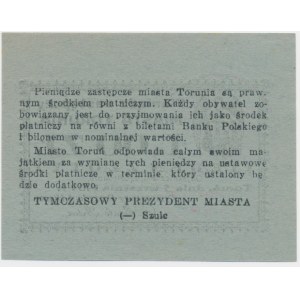 Pieniądze zastępcze miasta Torunia są praw-
nym środkiem płatniczym. Każdy obywatel zo-
bowiązany jest do przyjmowania ich jako środek
płatniczy na równi z biletami Banku Polskiego
i bilonem w nominalnej wartości.
Miasto Toruń odpowiada całym swoim ma-
jątkiem za wymianę tych pieniędzy na ustawowe
środki płatnicze w terminie, który ustalony bę-
dzie dodatkowo.
TYMCZASOWY PREZYDENT MIASTA
(—) Szulc